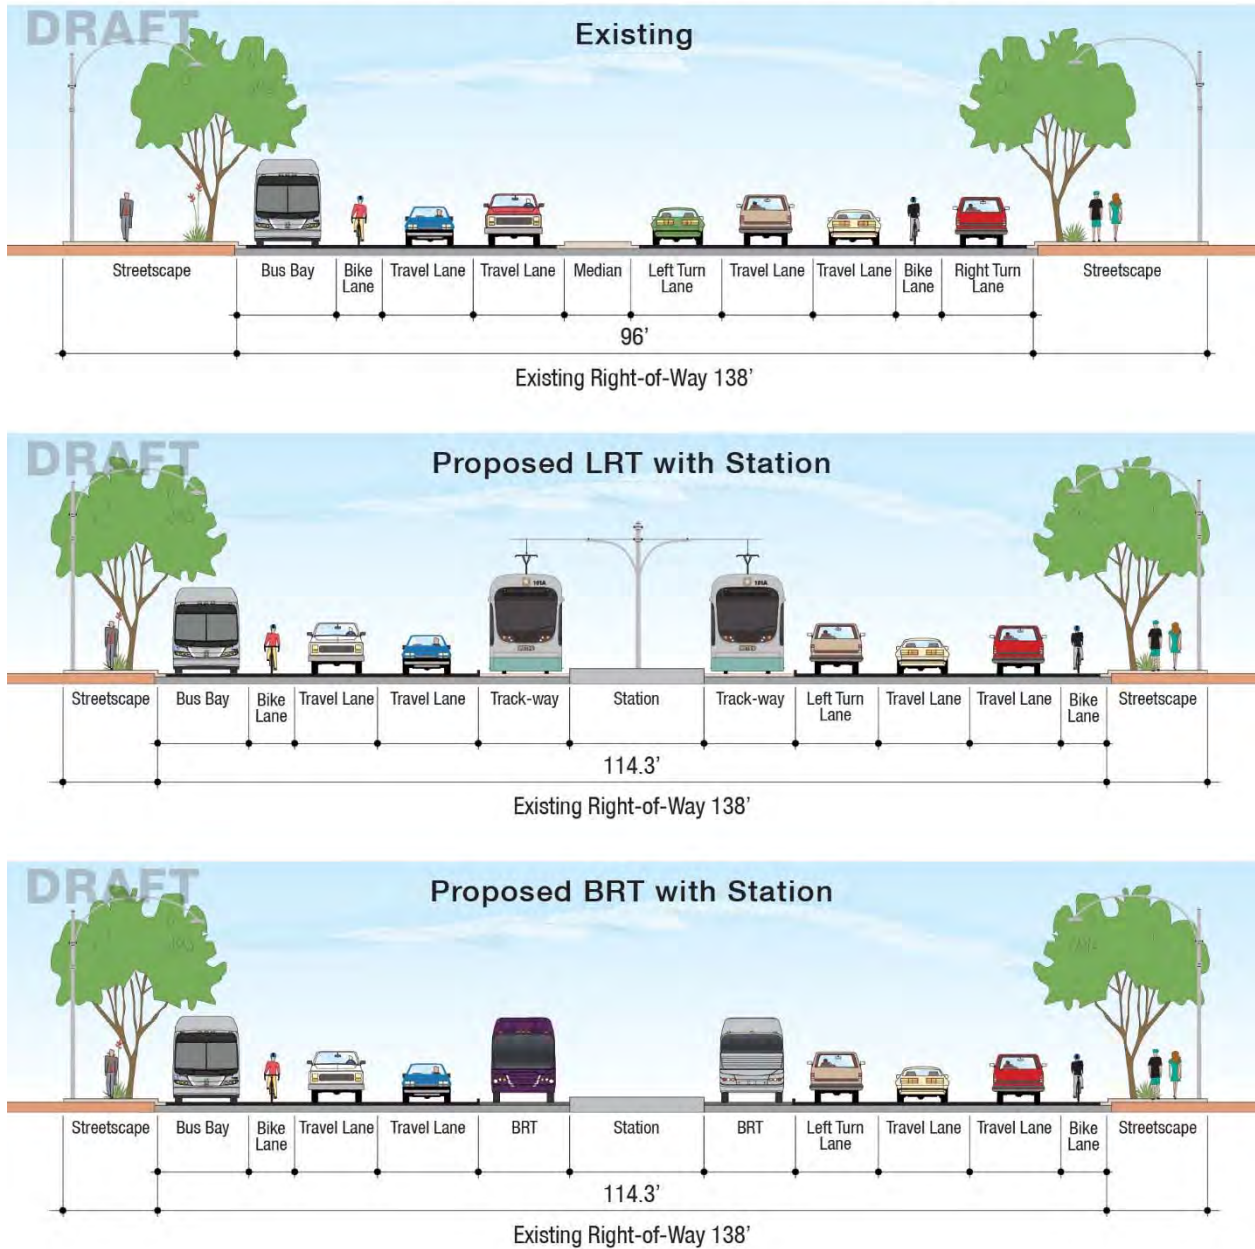 DRAFT
Existing
Streetscape Bus Bay Bike Lane Travel Lane Travel Lane Median Left Turn Lane Travel Lane Travel Lane Bike Lane Right Turn Lane Streetscape
96’
Existing Right-of-Way 138’
DRAFT
Proposed LRT with Station
Streetscape Bus Bay Bike Lane Travel Lane Travel Lane Track-way Station Track-way Left Turn Lane Travel Lane Travel Lane Bike Lane Streetscape
114.3’
Existing Right-of-Way 138’
DRAFT
Proposed BRT with Station
Streetscape Bus Bay Bike Lane Travel Lane Travel Lane BRT Station BRT Left Turn Lane Travel Lane Travel Lane Bike Lane Streetscape
114.3’
Existing Right-of-Way 138’